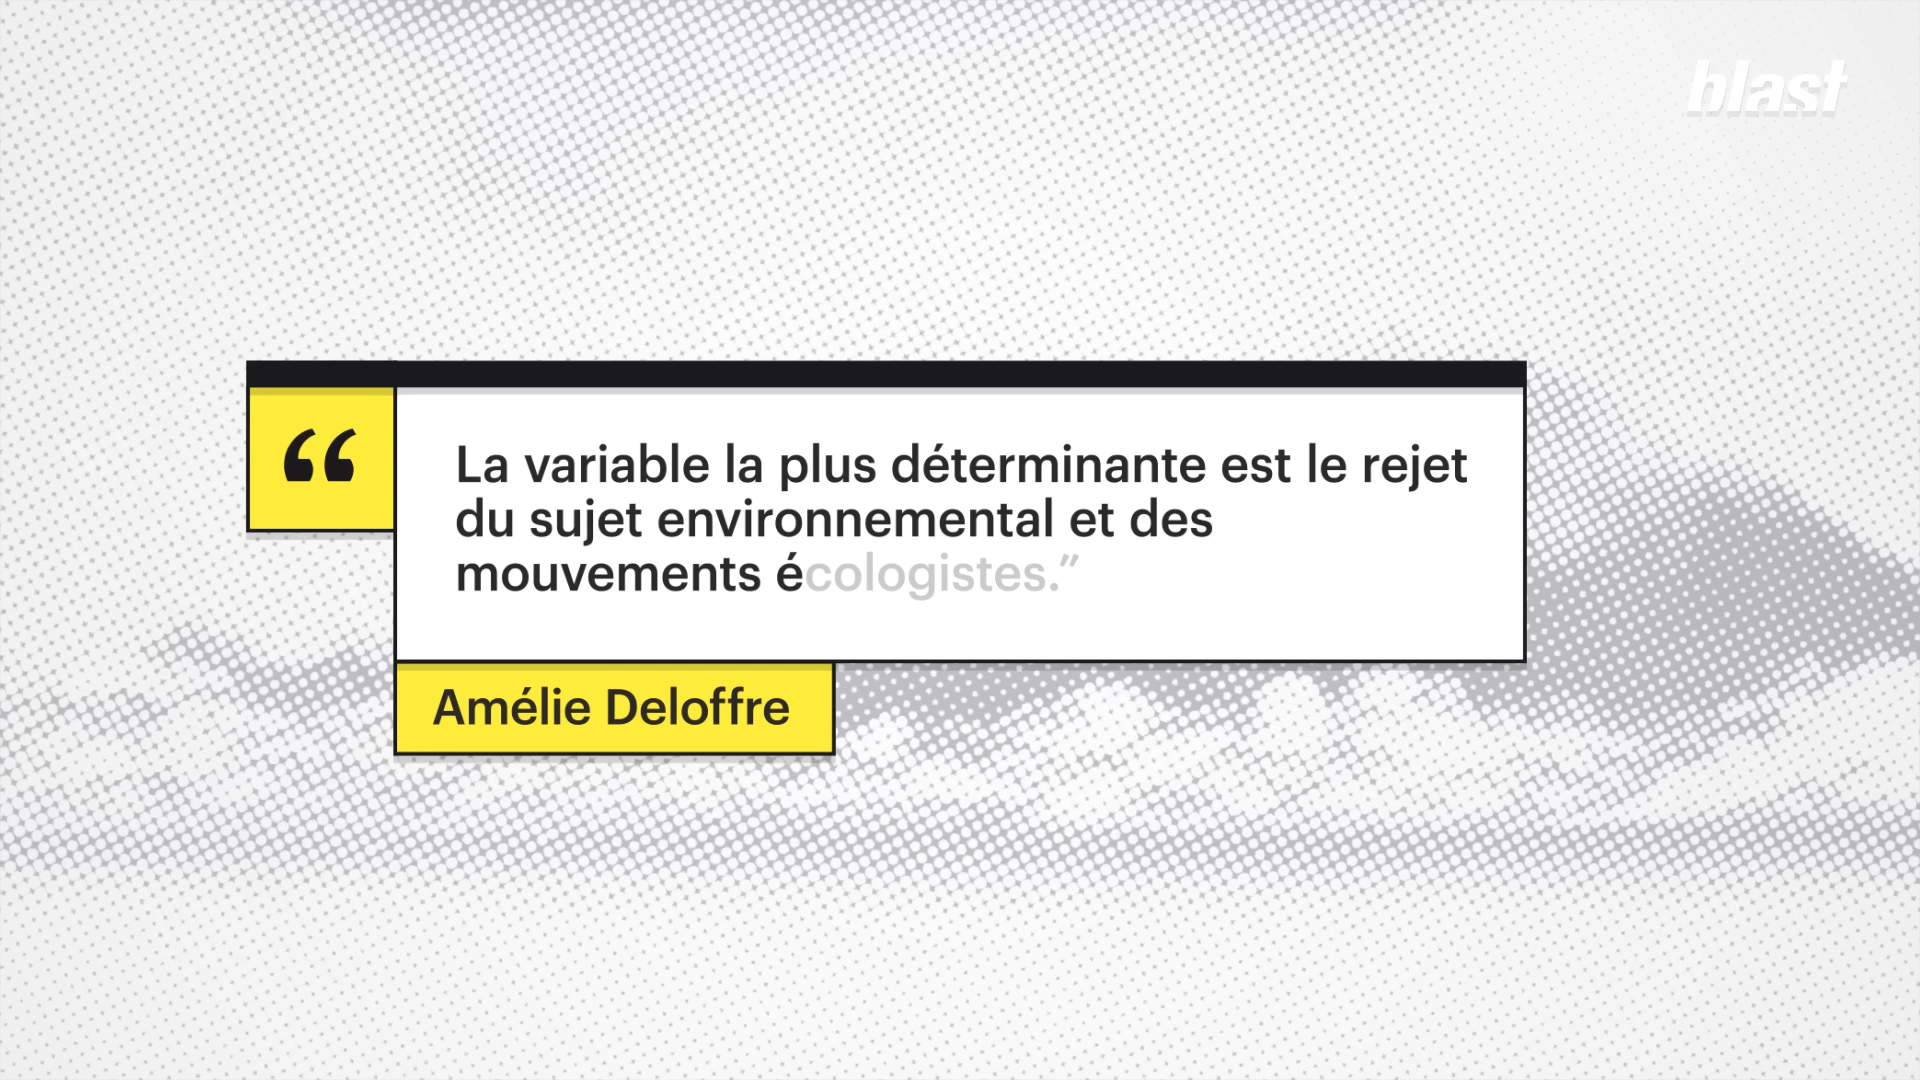 blast
“
La variable la plus déterminante est le rejet
du sujet environnemental et des
mouvements écologistes.”
Amélie Deloffre